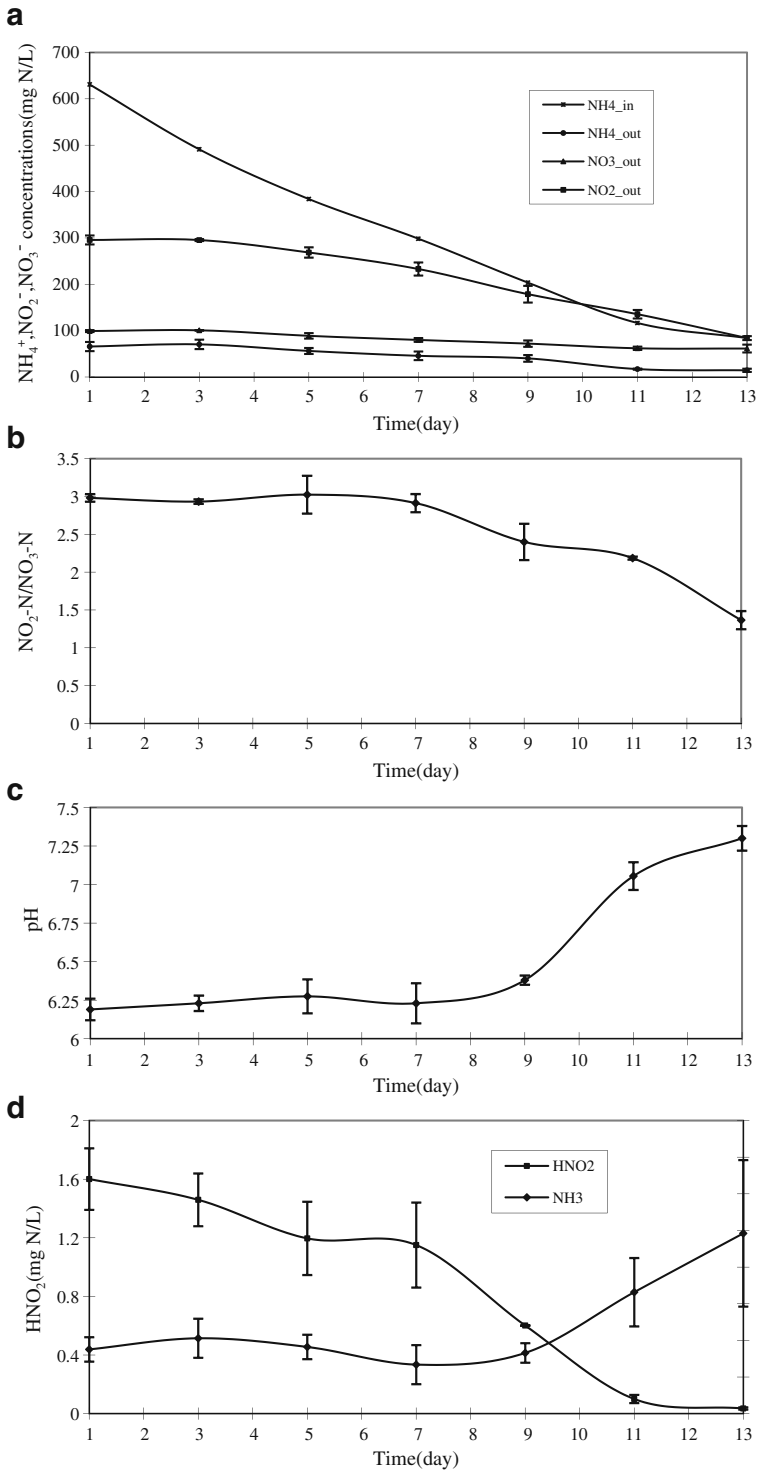 a
NH₄⁺,NO₂⁻,NO₃⁻ concentrations(mg N/L)
700
600
500
400
300
200
100
0
NH4_in
NH4_out
NO3_out
NO2_out
1 2 3 4 5 6 7 8 9 10 11 12 13
Time(day)
b
NO₂-N/NO₃-N
3.5
3
2.5
2
1.5
1
0.5
0
1 2 3 4 5 6 7 8 9 10 11 12 13
Time(day)
c
pH
7.5
7.25
7
6.75
6.5
6.25
6
1 2 3 4 5 6 7 8 9 10 11 12 13
Time(day)
d
HNO₂(mg N/L)
2
1.6
1.2
0.8
0.4
0
HNO2
NH3
1 2 3 4 5 6 7 8 9 10 11 12 13
Time(day)